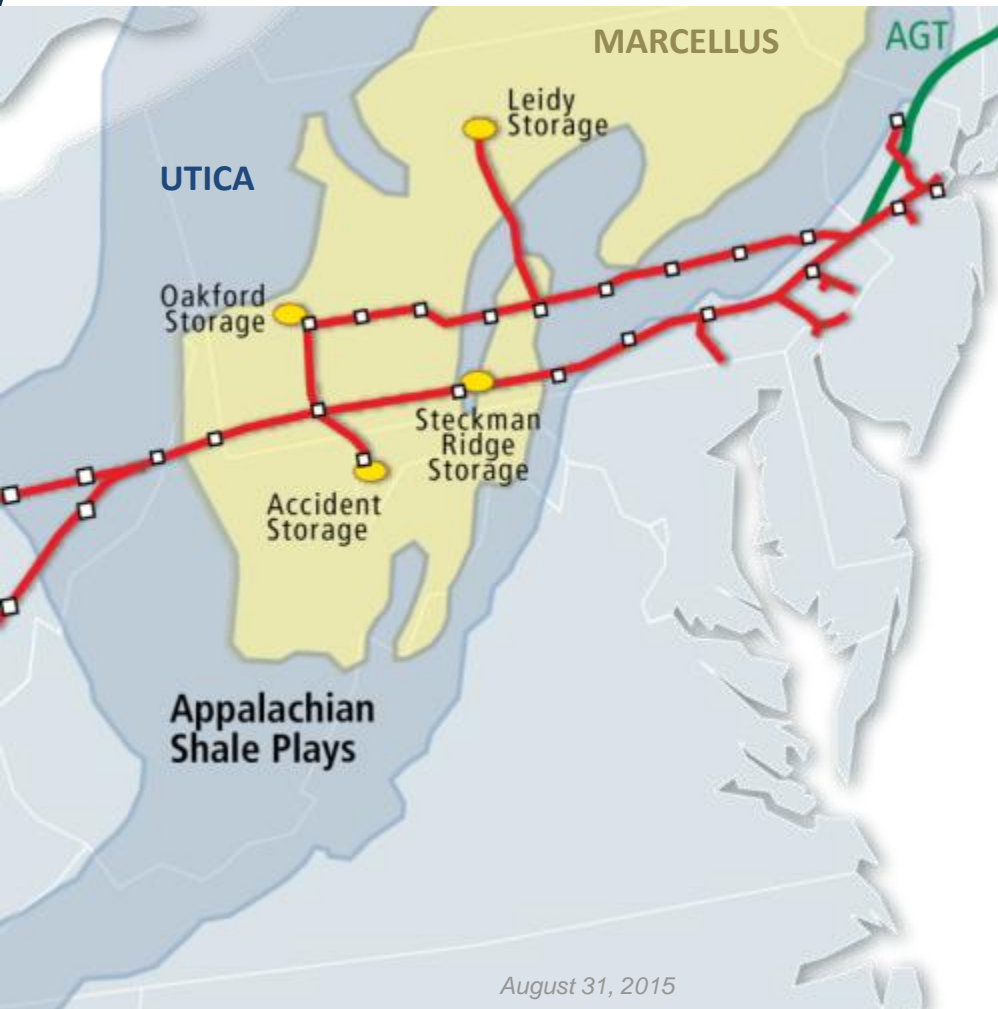 MARCELLUS
AGT
Leidy
Storage
UTICA
Oakford
Storage
Steckman
Ridge
Storage
Accident
Storage
Appalachian
Shale Plays
August 31, 2015